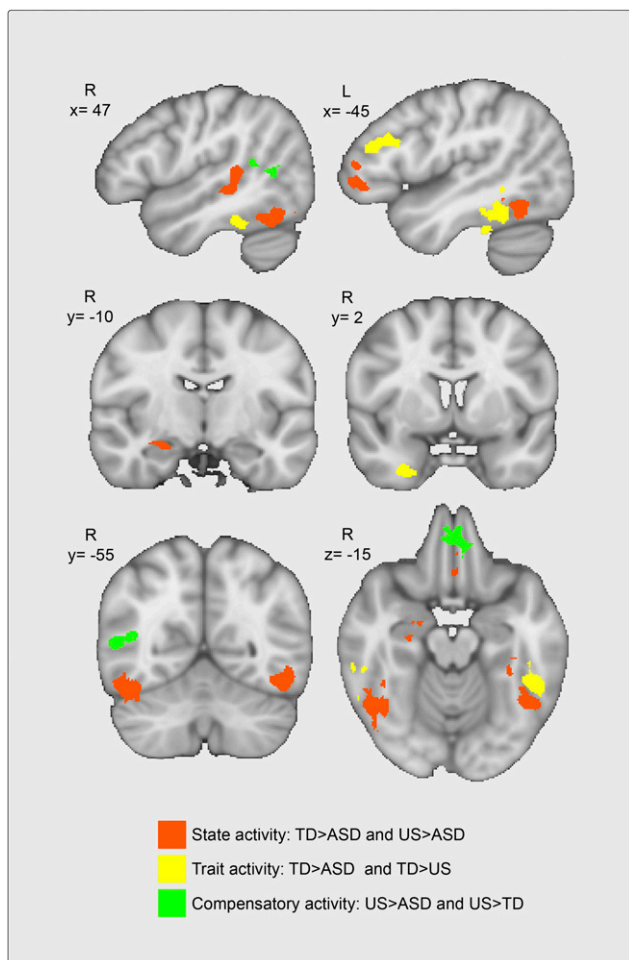 R
x= 47
L
x= -45
R
y= -10
R
y= 2
R
y= -55
R
z= -15
State activity: TD>ASD and US>ASD
Trait activity: TD>ASD and TD>US
Compensatory activity: US>ASD and US>TD